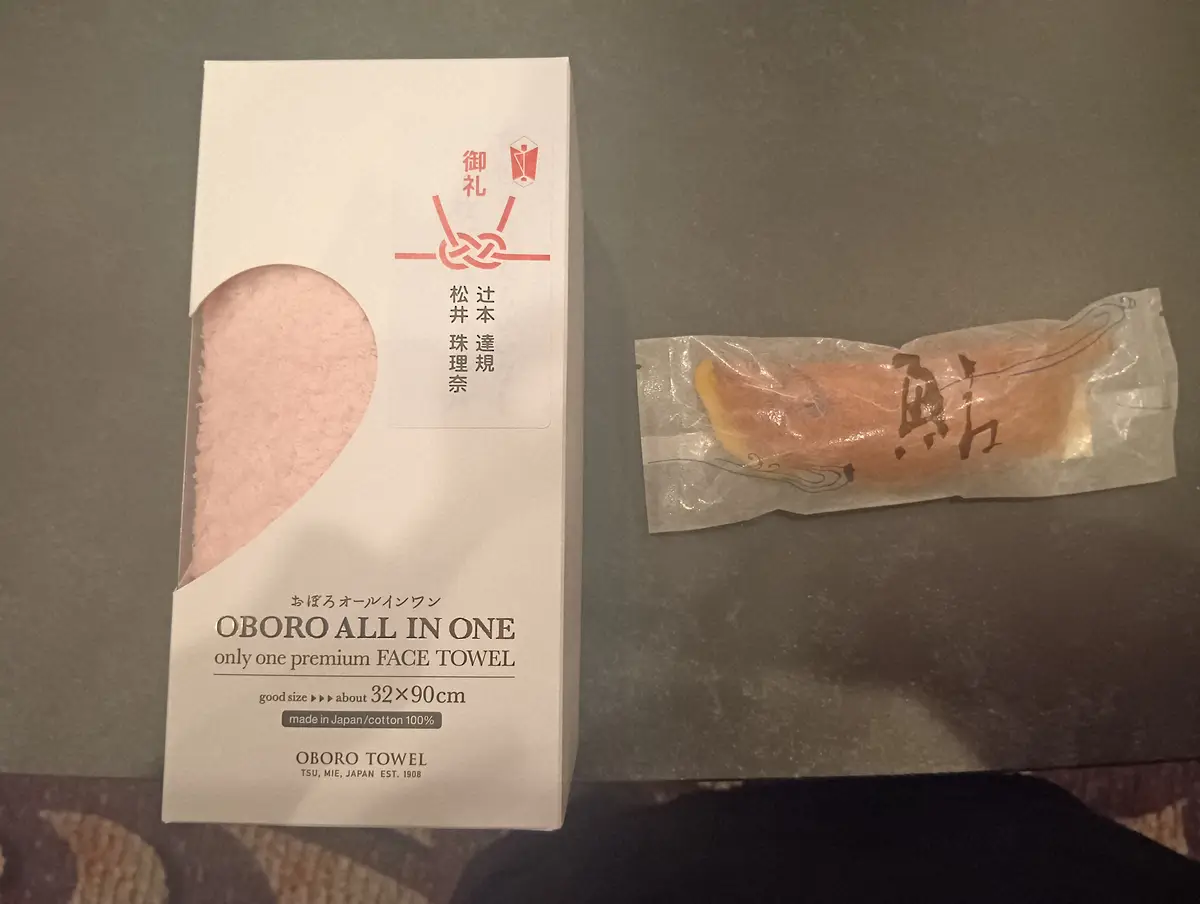 御礼
辻本 達規
松井 珠理奈
おぼろオールインワン
OBORO ALL IN ONE
only one premium FACE TOWEL
good size ▶▶▶ about 32×90cm
made in Japan/cotton 100%
OBORO TOWEL
TSU, MIE, JAPAN EST. 1908
鮎